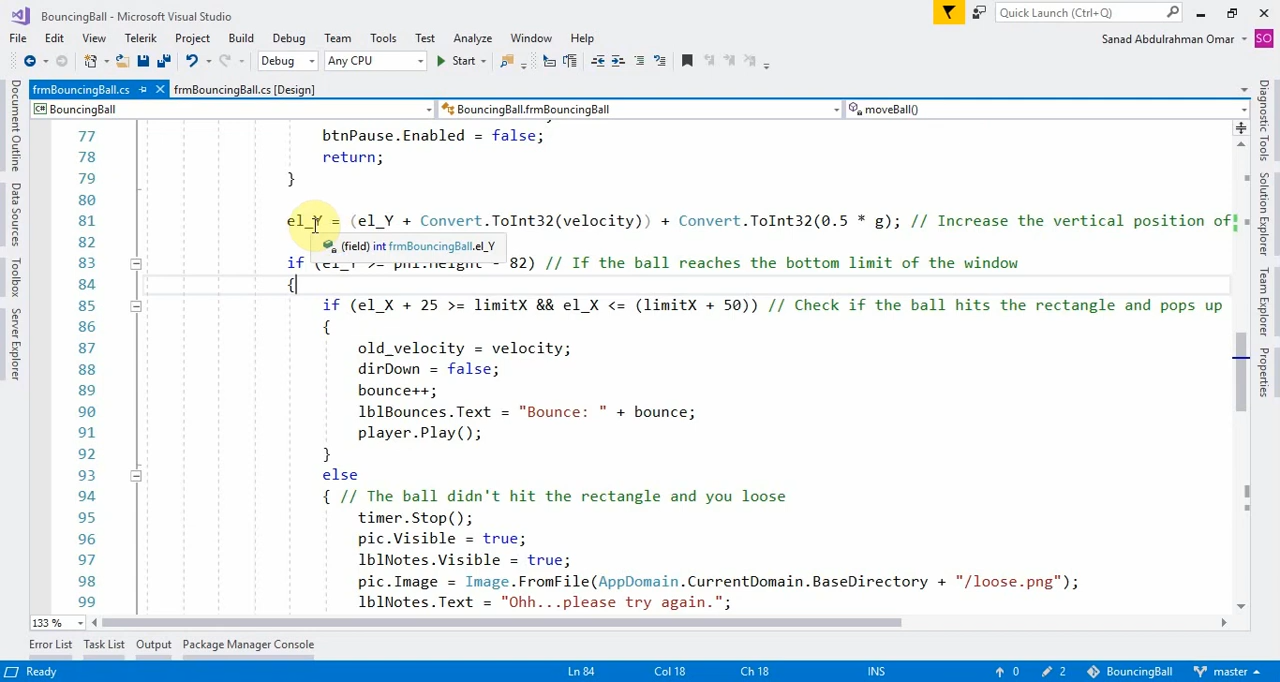 BouncingBall - Microsoft Visual Studio
Quick Launch (Ctrl+Q)
File Edit View Telerik Project Build Debug Team Tools Test Analyze Window Help
Sanad Abdulrahman Omar SO
Debug Any CPU Start
frmBouncingBall.cs frmBouncingBall.cs [Design]
C# BouncingBall BouncingBall.frmBouncingBall moveBall()
Document Outline
Data Sources
Toolbox
Server Explorer
77 btnPause.Enabled = false;
78 return;
79 }
80
81 el_Y = (el_Y + Convert.ToInt32(velocity)) + Convert.ToInt32(0.5 * g); // Increase the vertical position of
82 (field) int frmBouncingBall.el_Y
83 if (el_Y >= phl.Height - 82) // If the ball reaches the bottom limit of the window
84 {
85 if (el_X + 25 >= limitX && el_X <= (limitX + 50)) // Check if the ball hits the rectangle and pops up
86 {
87 old_velocity = velocity;
88 dirDown = false;
89 bounce++;
90 lblBounces.Text = "Bounce: " + bounce;
91 player.Play();
92 }
93 else
94 { // The ball didn't hit the rectangle and you loose
95 timer.Stop();
96 pic.Visible = true;
97 lblNotes.Visible = true;
98 pic.Image = Image.FromFile(AppDomain.CurrentDomain.BaseDirectory + "/loose.png");
99 lblNotes.Text = "Ohh...please try again.";
Diagnostic Tools
Solution Explorer
Team Explorer
Properties
133 %
Error List Task List Output Package Manager Console
Ready Ln 84 Col 18 Ch 18 INS 0 2 BouncingBall master